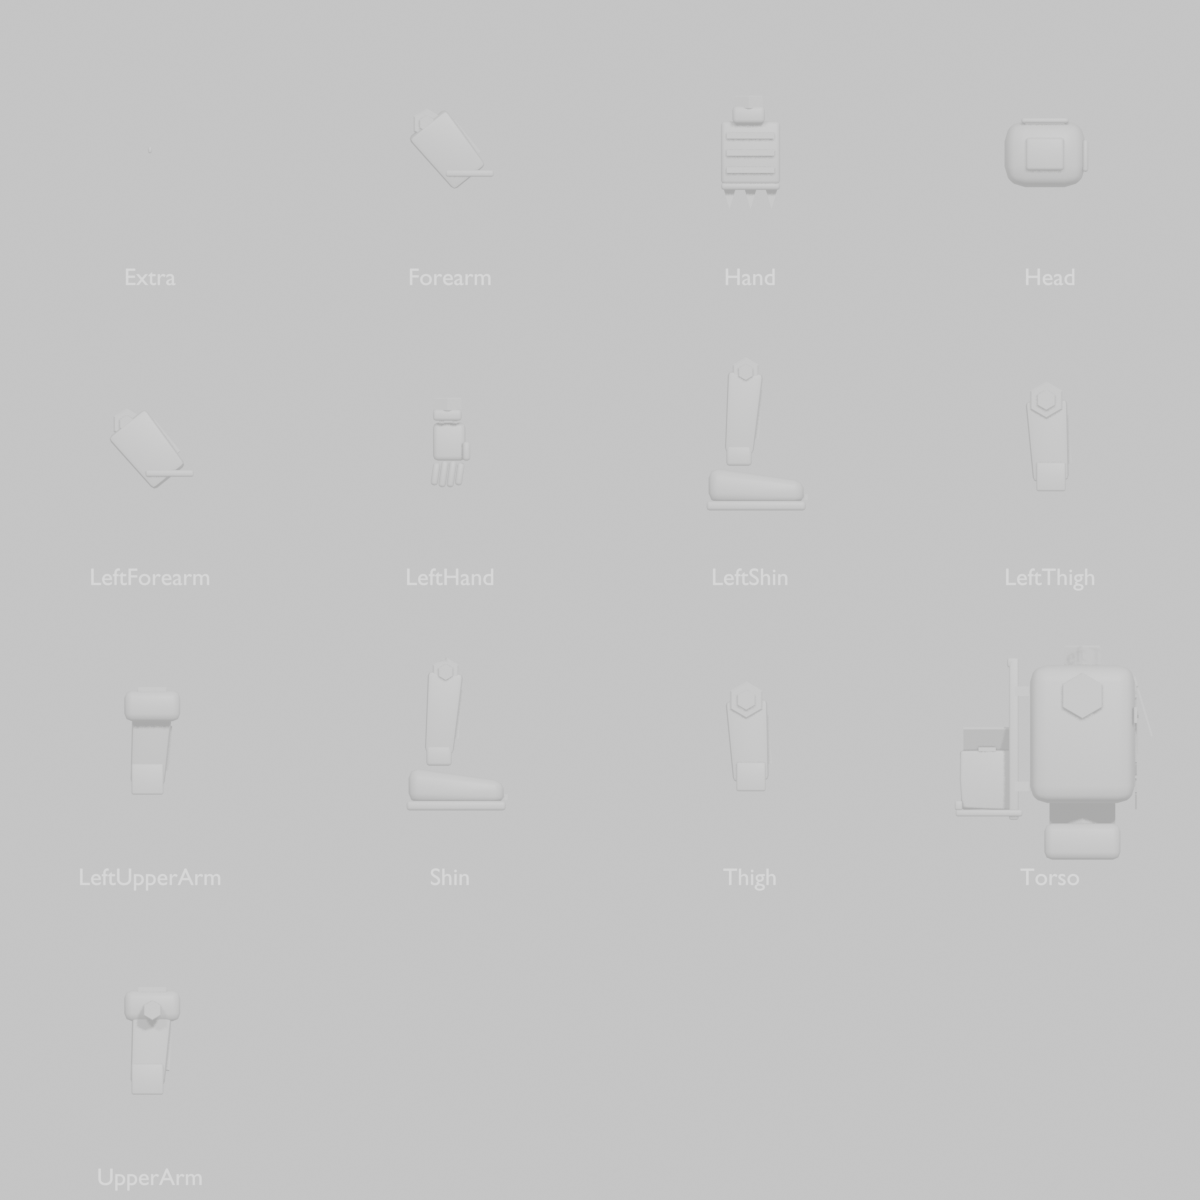 Extra
Forearm
Hand
Head
LeftForearm
LeftHand
LeftShin
LeftThigh
LeftUpperArm
Shin
Thigh
Torso
UpperArm